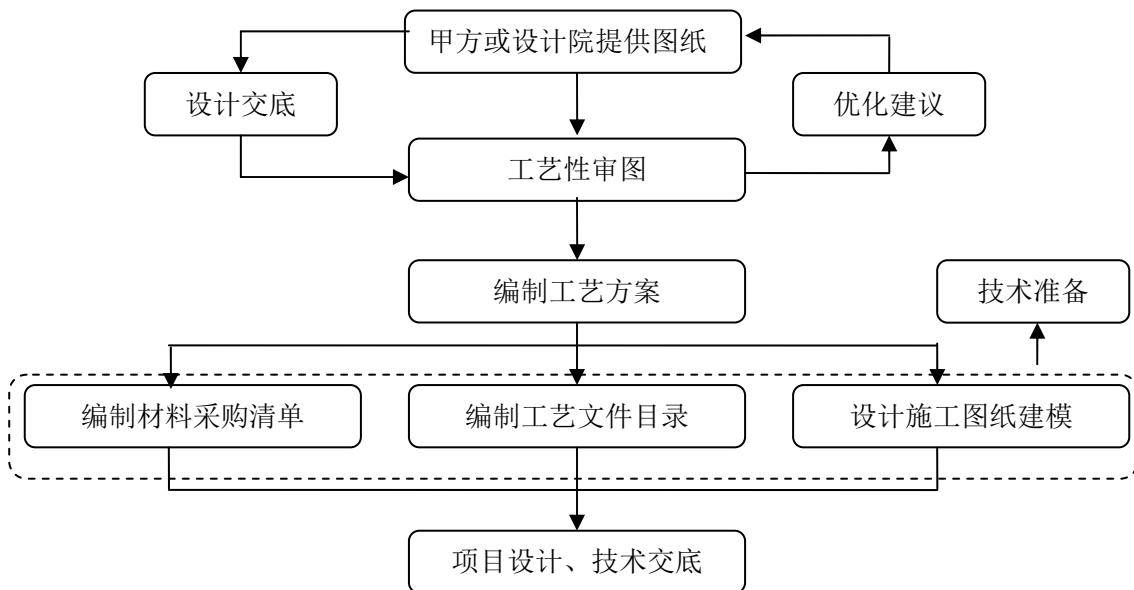 甲方或设计院提供图纸
设计交底
优化建议
工艺性审图
编制工艺方案
技术准备
编制材料采购清单
编制工艺文件目录
设计施工图纸建模
项目设计、技术交底